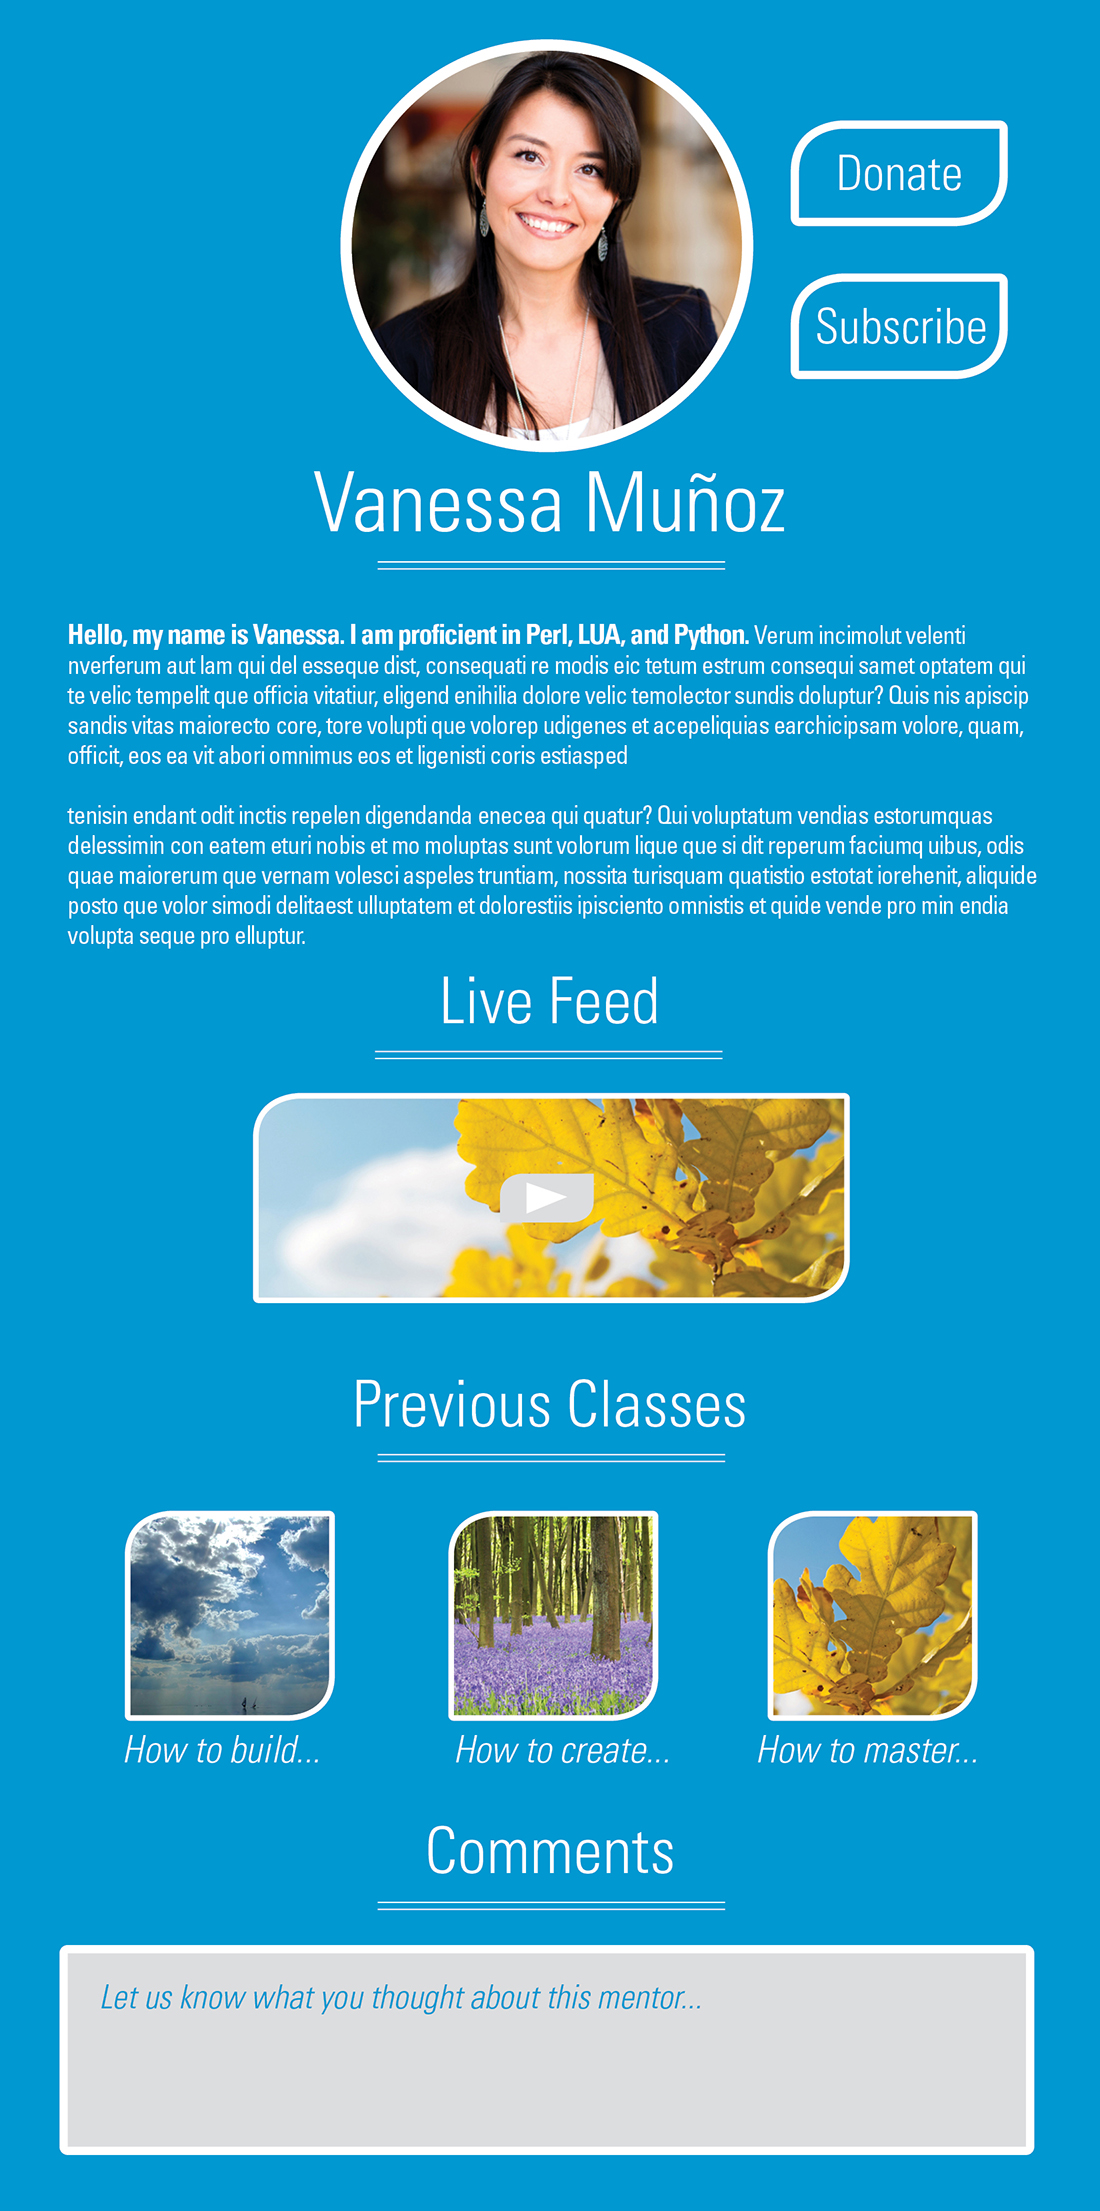 Donate
Subscribe
Vanessa Muñoz
Hello, my name is Vanessa. I am proficient in Perl, LUA, and Python. Verum incimolut velenti
nverferum aut lam qui del esseque dist, consequati re modis eic tetum estrum consequi samet optatem qui
te velic tempelit que officia vitatiur, eligend enihilia dolore velic temolector sundis doluptur? Quis nis apiscip
sandis vitas maiorecto core, tore volupti que volorep udigenes et acepeliquias earchicipsam volore, quam,
officit, eos ea vit abori omnimus eos et ligenisti coris estiasped
tenisin endant odit inctis repelen digendanda enecea qui quatur? Qui voluptatum vendias estorumquas
delessimin con eatem eturi nobis et mo moluptas sunt volorum lique que si dit reperum faciumq uibus, odis
quae maiorerum que vernam volesci aspeles truntiam, nossita turisquam quatistio estotat iorehenit, aliquide
posto que volor simodi delitaest ulluptatem et dolorestiis ipisciento omnistis et quide vende pro min endia
volupta seque pro elluptur.
Live Feed
Previous Classes
How to build...
How to create...
How to master...
Comments
Let us know what you thought about this mentor...